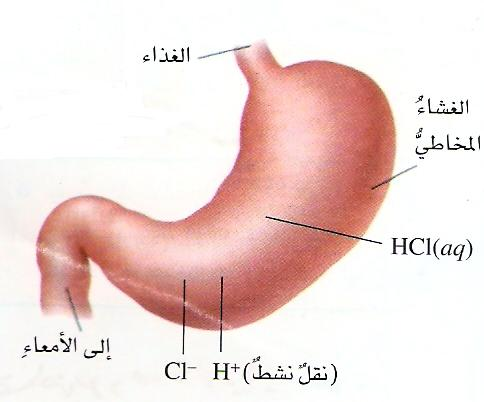 الغذاء
الغشاءُ
المخاطيُّ
HCl(aq)
إلى الأمعاءِ
Cl⁻ H⁺ (نقلٌ نشطٌ)